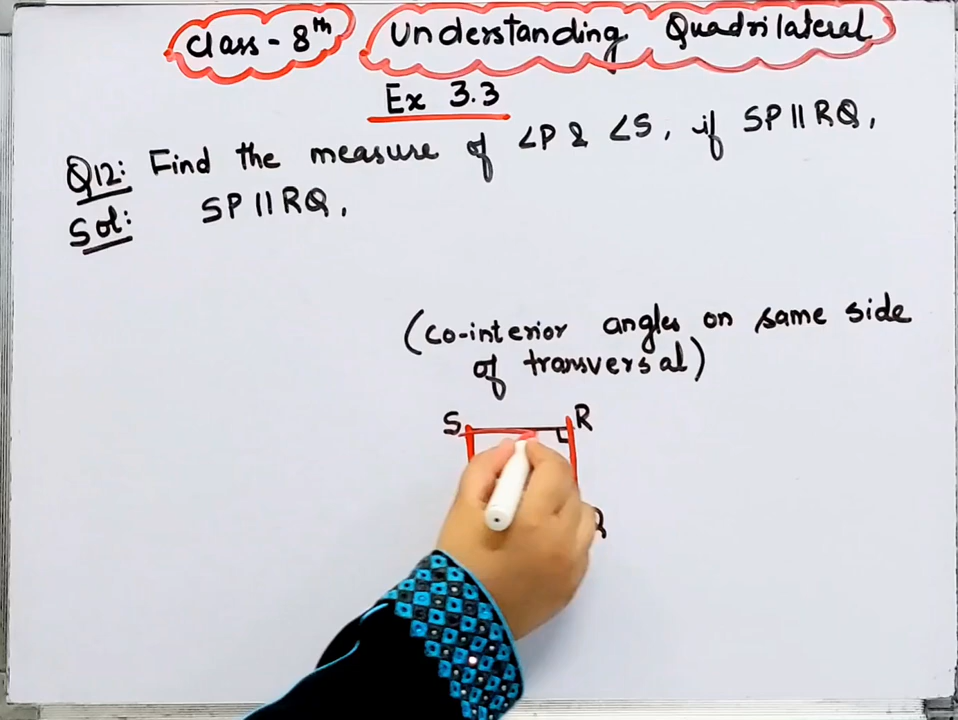 Class - 8th Understanding Quadrilateral
Ex 3.3
Q12: Find the measure of ∠P & ∠S, if SP || RQ,
Sol: SP || RQ,
(co-interior angles on same side
of transversal)
S R